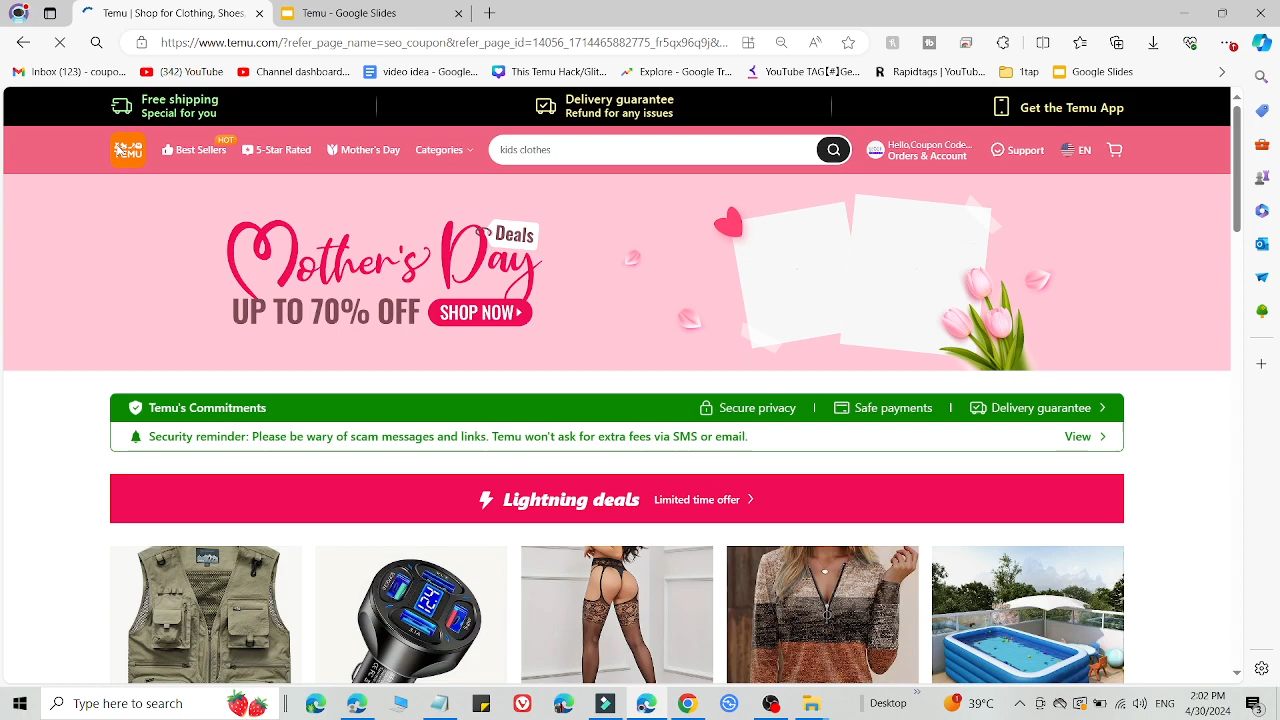 Temu | Shop for Gifts, Celebrat
Temu - Google Slides
https://www.temu.com/?refer_page_name=seo_coupon&refer_page_id=14056_1714465882775_fr5qx96q9j&...
Inbox (123) - comp...
(342) YouTube
Channel dashboard...
video idea - Google...
This Temu Hack(Glit...
Explore - Google Tr...
YouTube TAG[#]Ge...
Rapidtags | YouTub...
1tap
Google Slides
Free shipping
Special for you
Delivery guarantee
Refund for any issues
Get the Temu App
TEMU
Best Sellers
HOT
5-Star Rated
Mother's Day
Categories
kids clothes
Hello,Coupon Code...
Orders & Account
Support
EN
Mother's Day
Deals
UP TO 70% OFF
SHOP NOW
Temu's Commitments
Secure privacy
Safe payments
Delivery guarantee
Security reminder: Please be wary of scam messages and links. Temu won't ask for extra fees via SMS or email.
View
Lightning deals
Limited time offer
Type here to search
Desktop
39°C
ENG
2:02 PM
4/30/2024